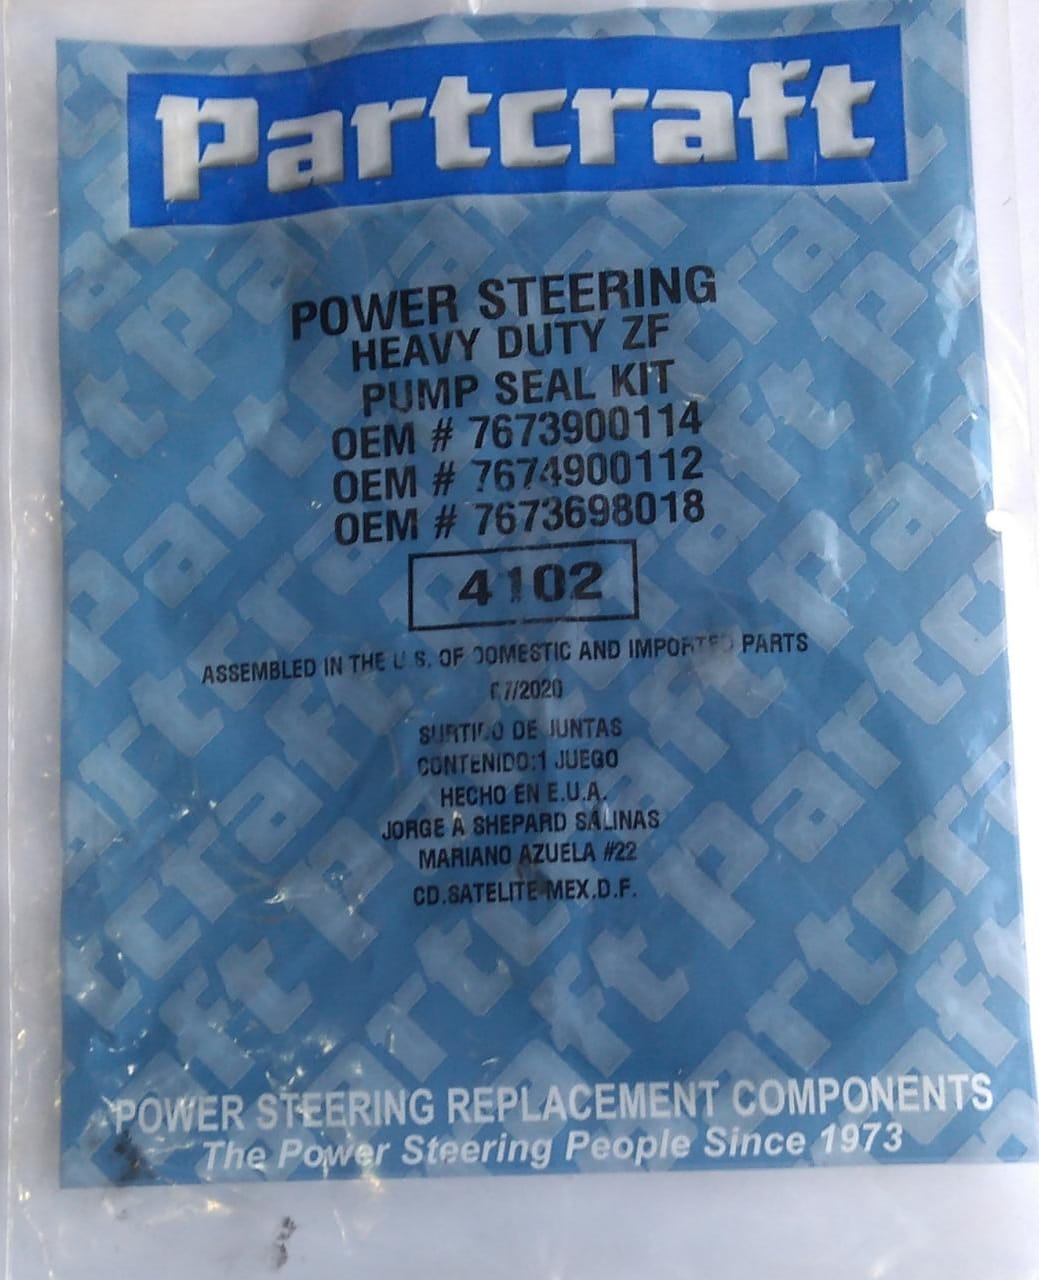 Partcraft
POWER STEERING
HEAVY DUTY ZF
PUMP SEAL KIT
OEM # 7673900114
OEM # 7674900112
OEM # 7673698018
4102
ASSEMBLED IN THE U.S. OF DOMESTIC AND IMPORTED PARTS
07/2020
SURTIDO DE JUNTAS
CONTENIDO:1 JUEGO
HECHO EN E.U.A.
JORGE A SHEPARD SALINAS
MARIANO AZUELA #22
CD.SATELITE-MEX.D.F.
POWER STEERING REPLACEMENT COMPONENTS
The Power Steering People Since 1973